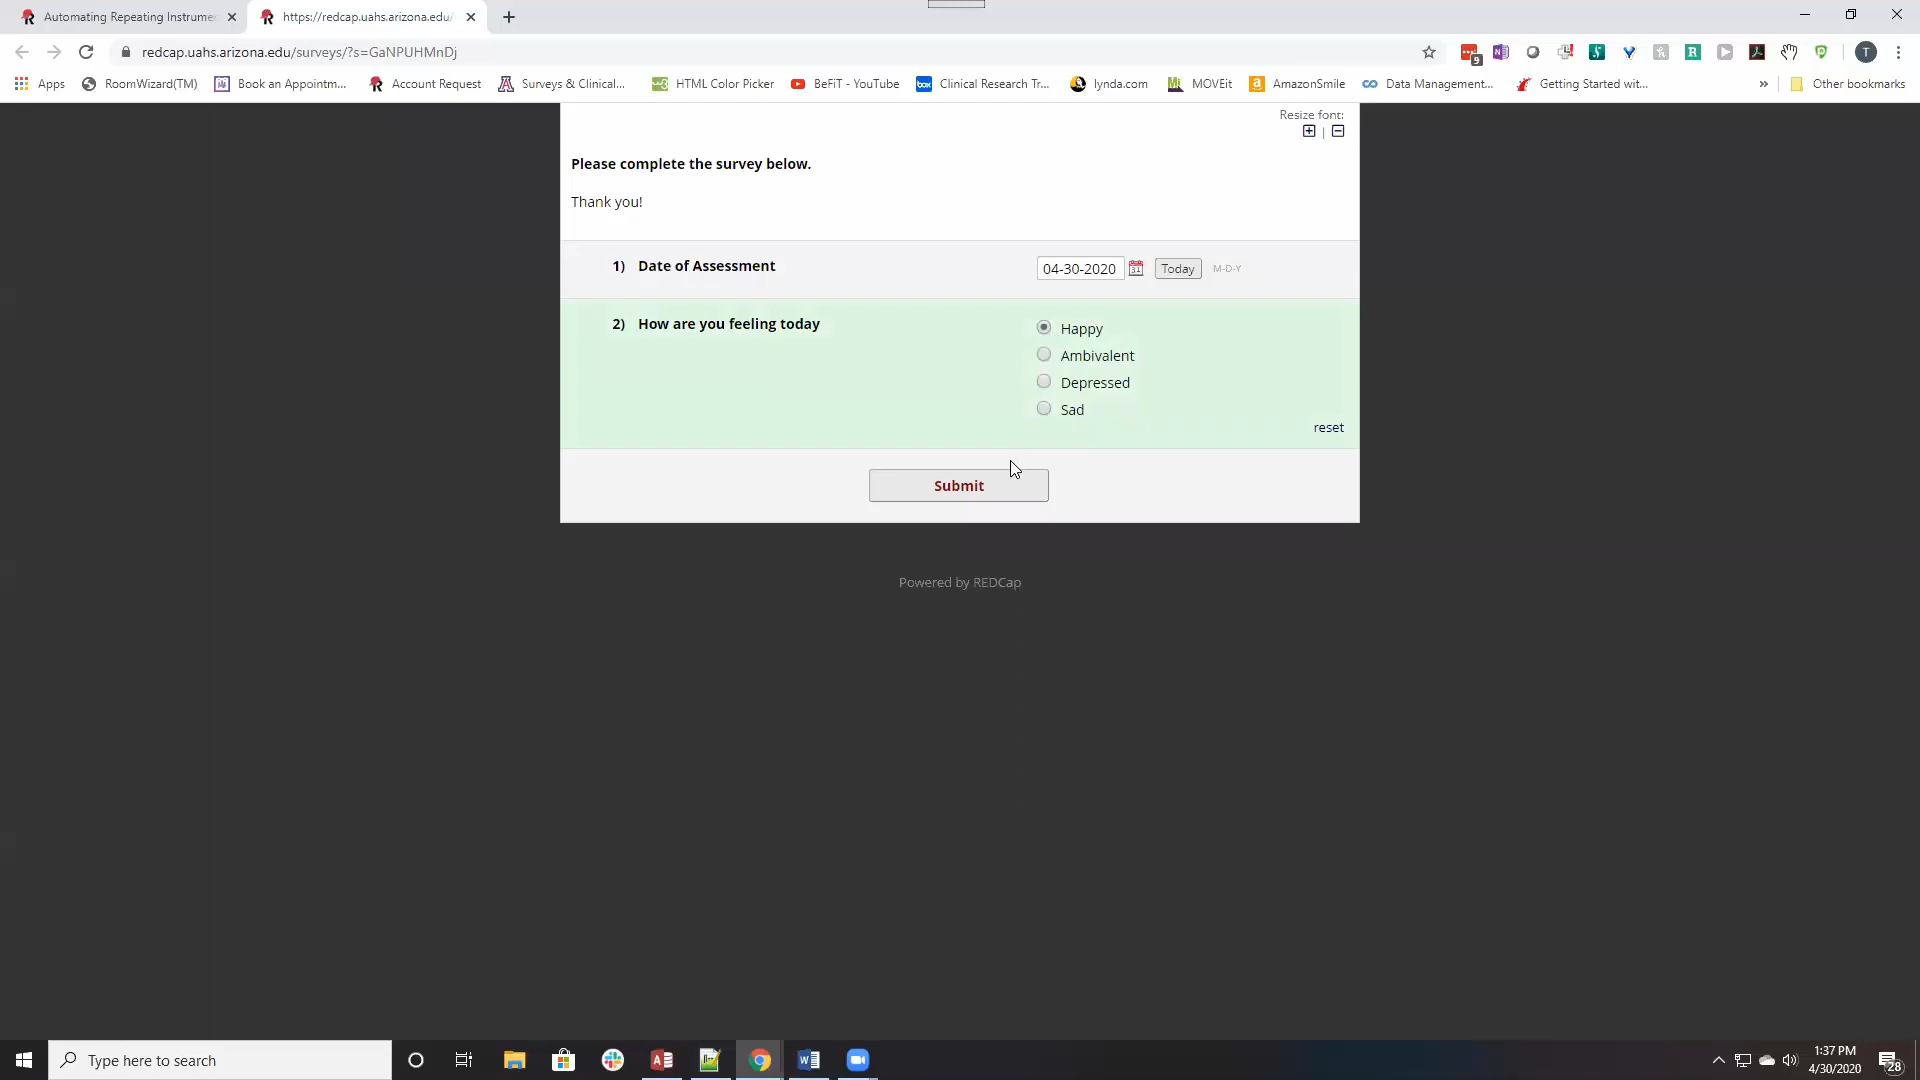 Automating Repeating Instrumen
https://redcap.uahs.arizona.edu/
redcap.uahs.arizona.edu/surveys/?s=GaNPUHMnDj
9
T
Apps
RoomWizard(TM)
Book an Appointm...
Account Request
Surveys & Clinical...
HTML Color Picker
BeFiT - YouTube
Clinical Research Tr...
lynda.com
MOVEit
AmazonSmile
Data Management...
Getting Started wit...
Other bookmarks
Resize font:
Please complete the survey below.
Thank you!
1) Date of Assessment
04-30-2020
31
Today
M-D-Y
2) How are you feeling today
Happy
Ambivalent
Depressed
Sad
reset
Submit
Powered by REDCap
Type here to search
1:37 PM
4/30/2020
28